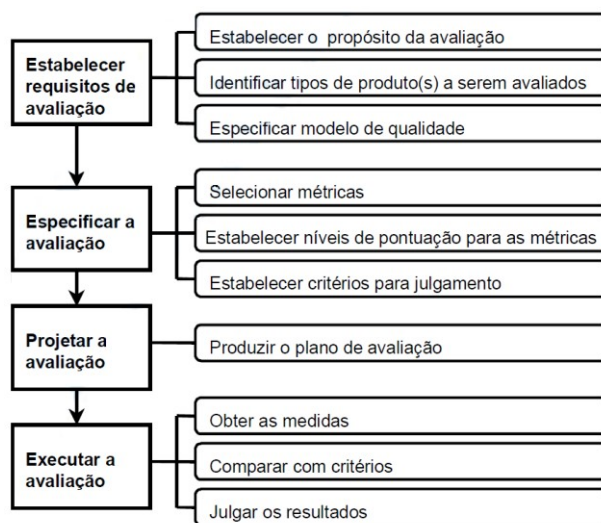 Estabelecer
requisitos de
avaliação
Estabelecer o propósito da avaliação
Identificar tipos de produto(s) a serem avaliados
Especificar modelo de qualidade
Especificar a
avaliação
Selecionar métricas
Estabelecer níveis de pontuação para as métricas
Estabelecer critérios para julgamento
Projetar a
avaliação
Produzir o plano de avaliação
Executar a
avaliação
Obter as medidas
Comparar com critérios
Julgar os resultados